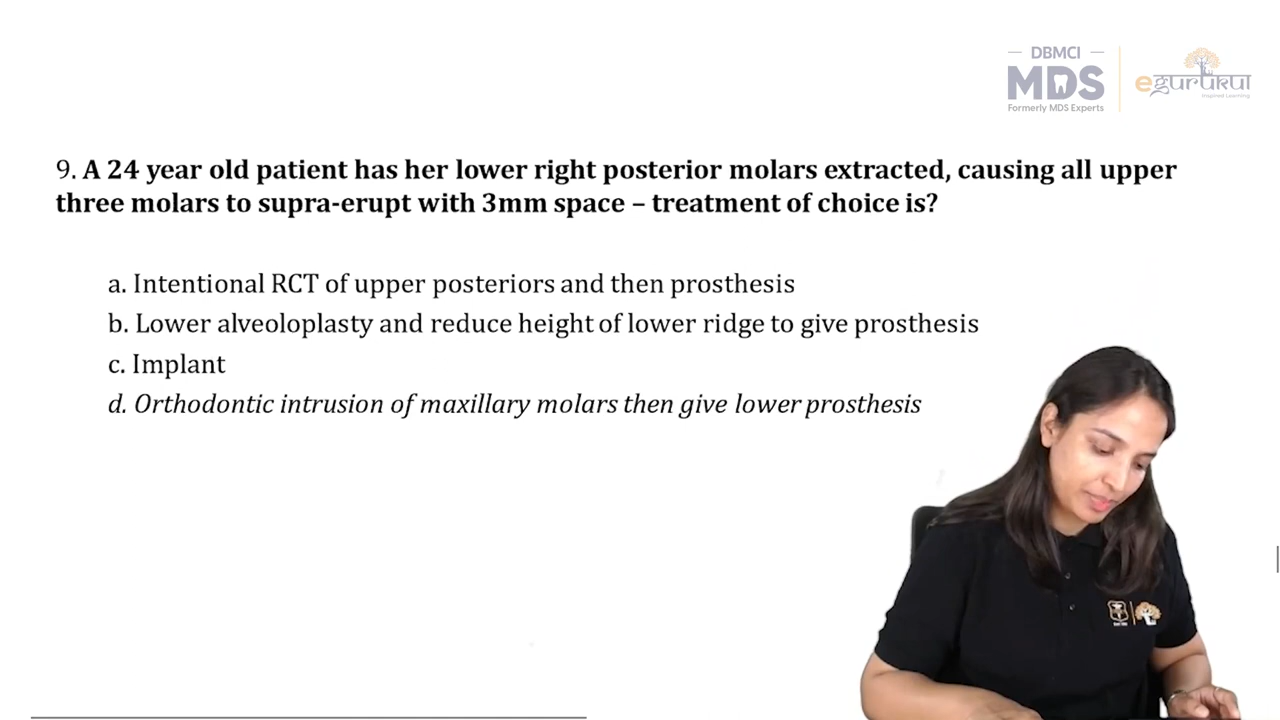 DBMCI
MDS
Formerly MDS Experts
egurukul
Inspired Learning
9. A 24 year old patient has her lower right posterior molars extracted, causing all upper
three molars to supra-erupt with 3mm space – treatment of choice is?
a. Intentional RCT of upper posteriors and then prosthesis
b. Lower alveoloplasty and reduce height of lower ridge to give prosthesis
c. Implant
d. Orthodontic intrusion of maxillary molars then give lower prosthesis